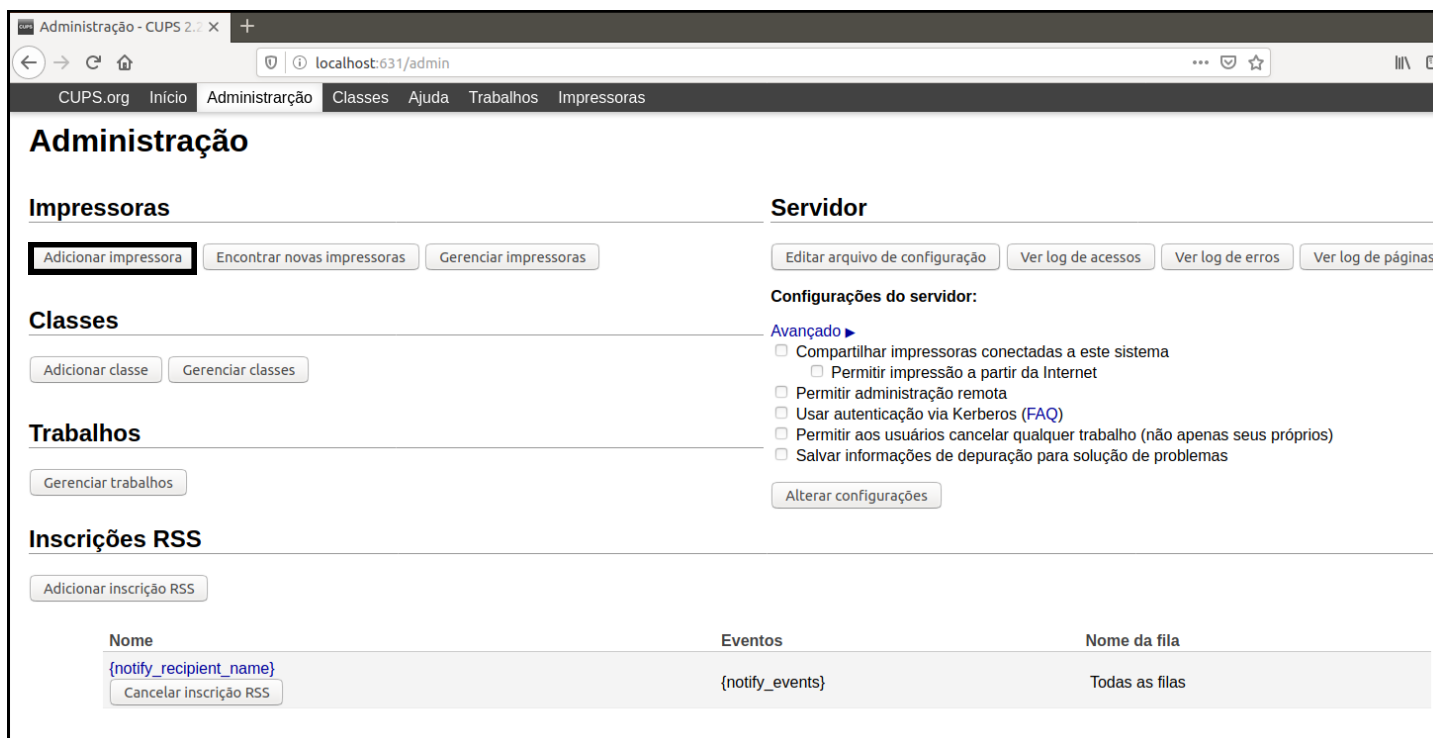 Administração - CUPS 2.2
localhost:631/admin
CUPS.org Início Administrarção Classes Ajuda Trabalhos Impressoras
Administração
Impressoras
Adicionar impressora Encontrar novas impressoras Gerenciar impressoras
Classes
Adicionar classe Gerenciar classes
Trabalhos
Gerenciar trabalhos
Servidor
Editar arquivo de configuração Ver log de acessos Ver log de erros Ver log de páginas
Configurações do servidor:
Avançado ▶
Compartilhar impressoras conectadas a este sistema
Permitir impressão a partir da Internet
Permitir administração remota
Usar autenticação via Kerberos (FAQ)
Permitir aos usuários cancelar qualquer trabalho (não apenas seus próprios)
Salvar informações de depuração para solução de problemas
Alterar configurações
Inscrições RSS
Adicionar inscrição RSS
Nome Eventos Nome da fila
{notify_recipient_name}
Cancelar inscrição RSS
{notify_events} Todas as filas